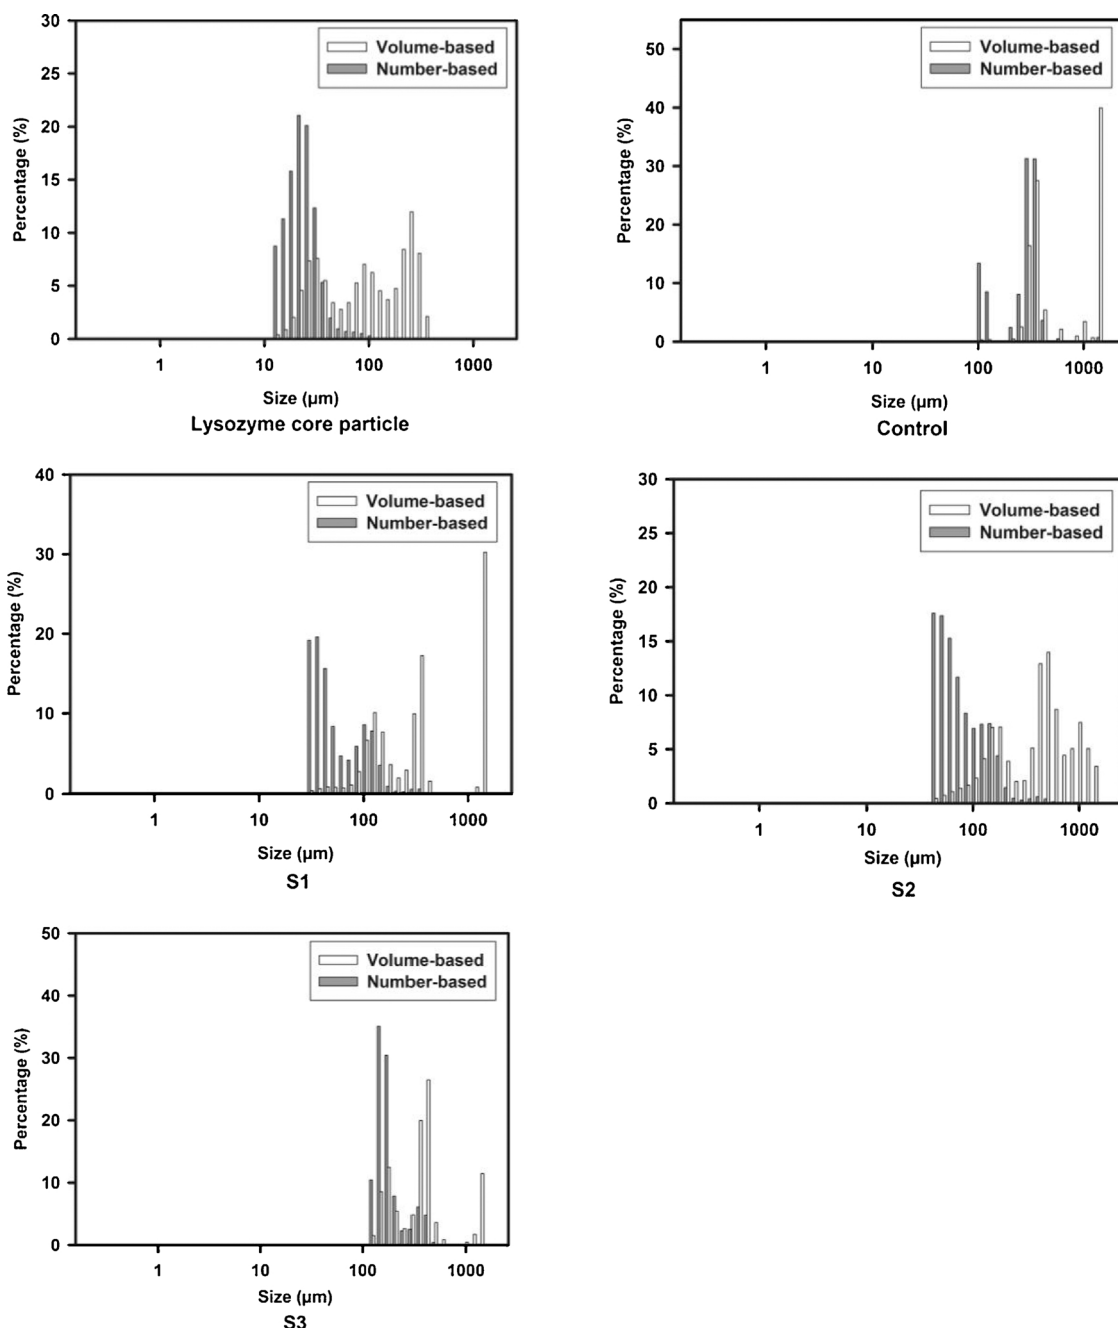 30
25
20
15
10
5
0
Percentage (%)
Volume-based
Number-based
1 10 100 1000
Size (μm)
Lysozyme core particle
50
40
30
20
10
0
Percentage (%)
Volume-based
Number-based
1 10 100 1000
Size (μm)
Control
40
30
20
10
0
Percentage (%)
Volume-based
Number-based
1 10 100 1000
Size (μm)
S1
30
25
20
15
10
5
0
Percentage (%)
Volume-based
Number-based
1 10 100 1000
Size (μm)
S2
50
40
30
20
10
0
Percentage (%)
Volume-based
Number-based
1 10 100 1000
Size (μm)
S3